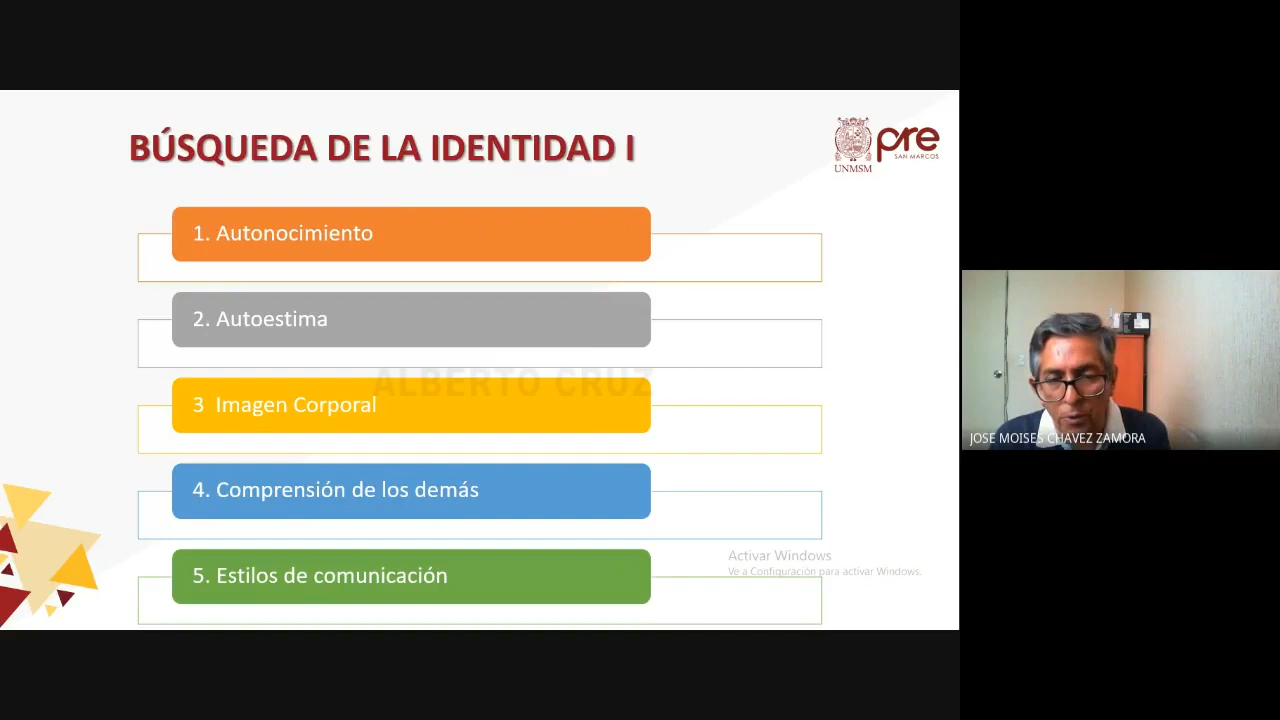 BÚSQUEDA DE LA IDENTIDAD I
pre
SAN MARCOS
UNMSM
1. Autonocimiento
2. Autoestima
ALBERTO CRUZ
3 Imagen Corporal
4. Comprensión de los demás
5. Estilos de comunicación
Activar Windows
Ve a Configuración para activar Windows.
JOSE MOISES CHAVEZ ZAMORA